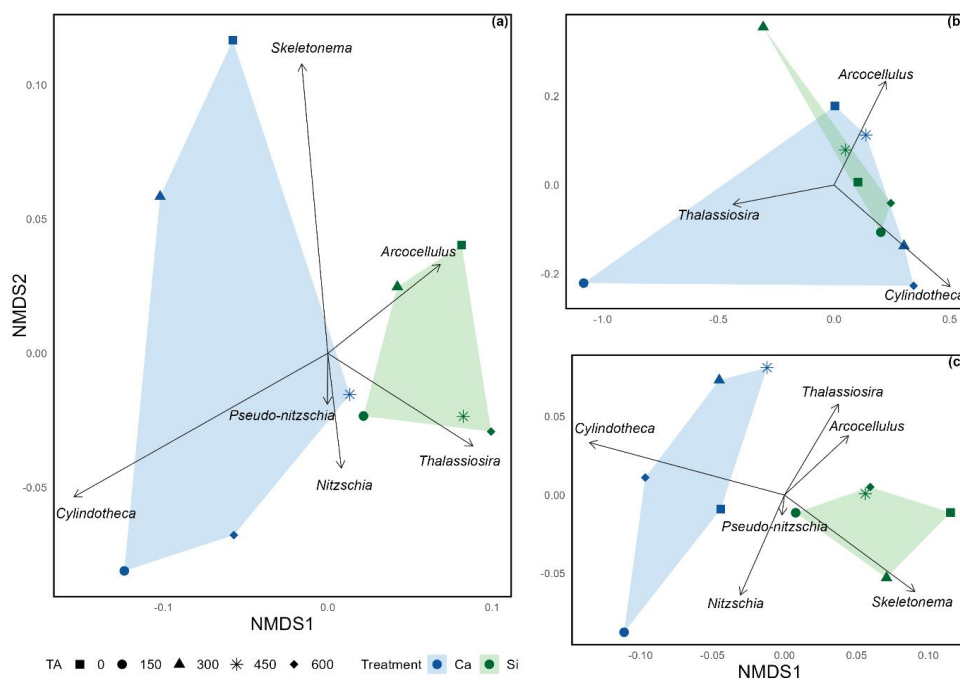 (a)
Skeletonema
0.10
0.05
Arcocellulus
NMDS2
0.00
Pseudo-nitzschia
Thalassiosira
Nitzschia
-0.05
Cylindotheca
-0.1
0.0
0.1
NMDS1
(b)
Arcocellulus
0.2
0.0
Thalassiosira
-0.2
Cylindotheca
-1.0
-0.5
0.0
0.5
(c)
Thalassiosira
0.05
Cylindotheca
Arcocellulus
0.00
Pseudo-nitzschia
-0.05
Nitzschia
Skeletonema
-0.10
-0.05
0.00
0.05
0.10
NMDS1
TA 0 150 300 450 600 Treatment Ca Si